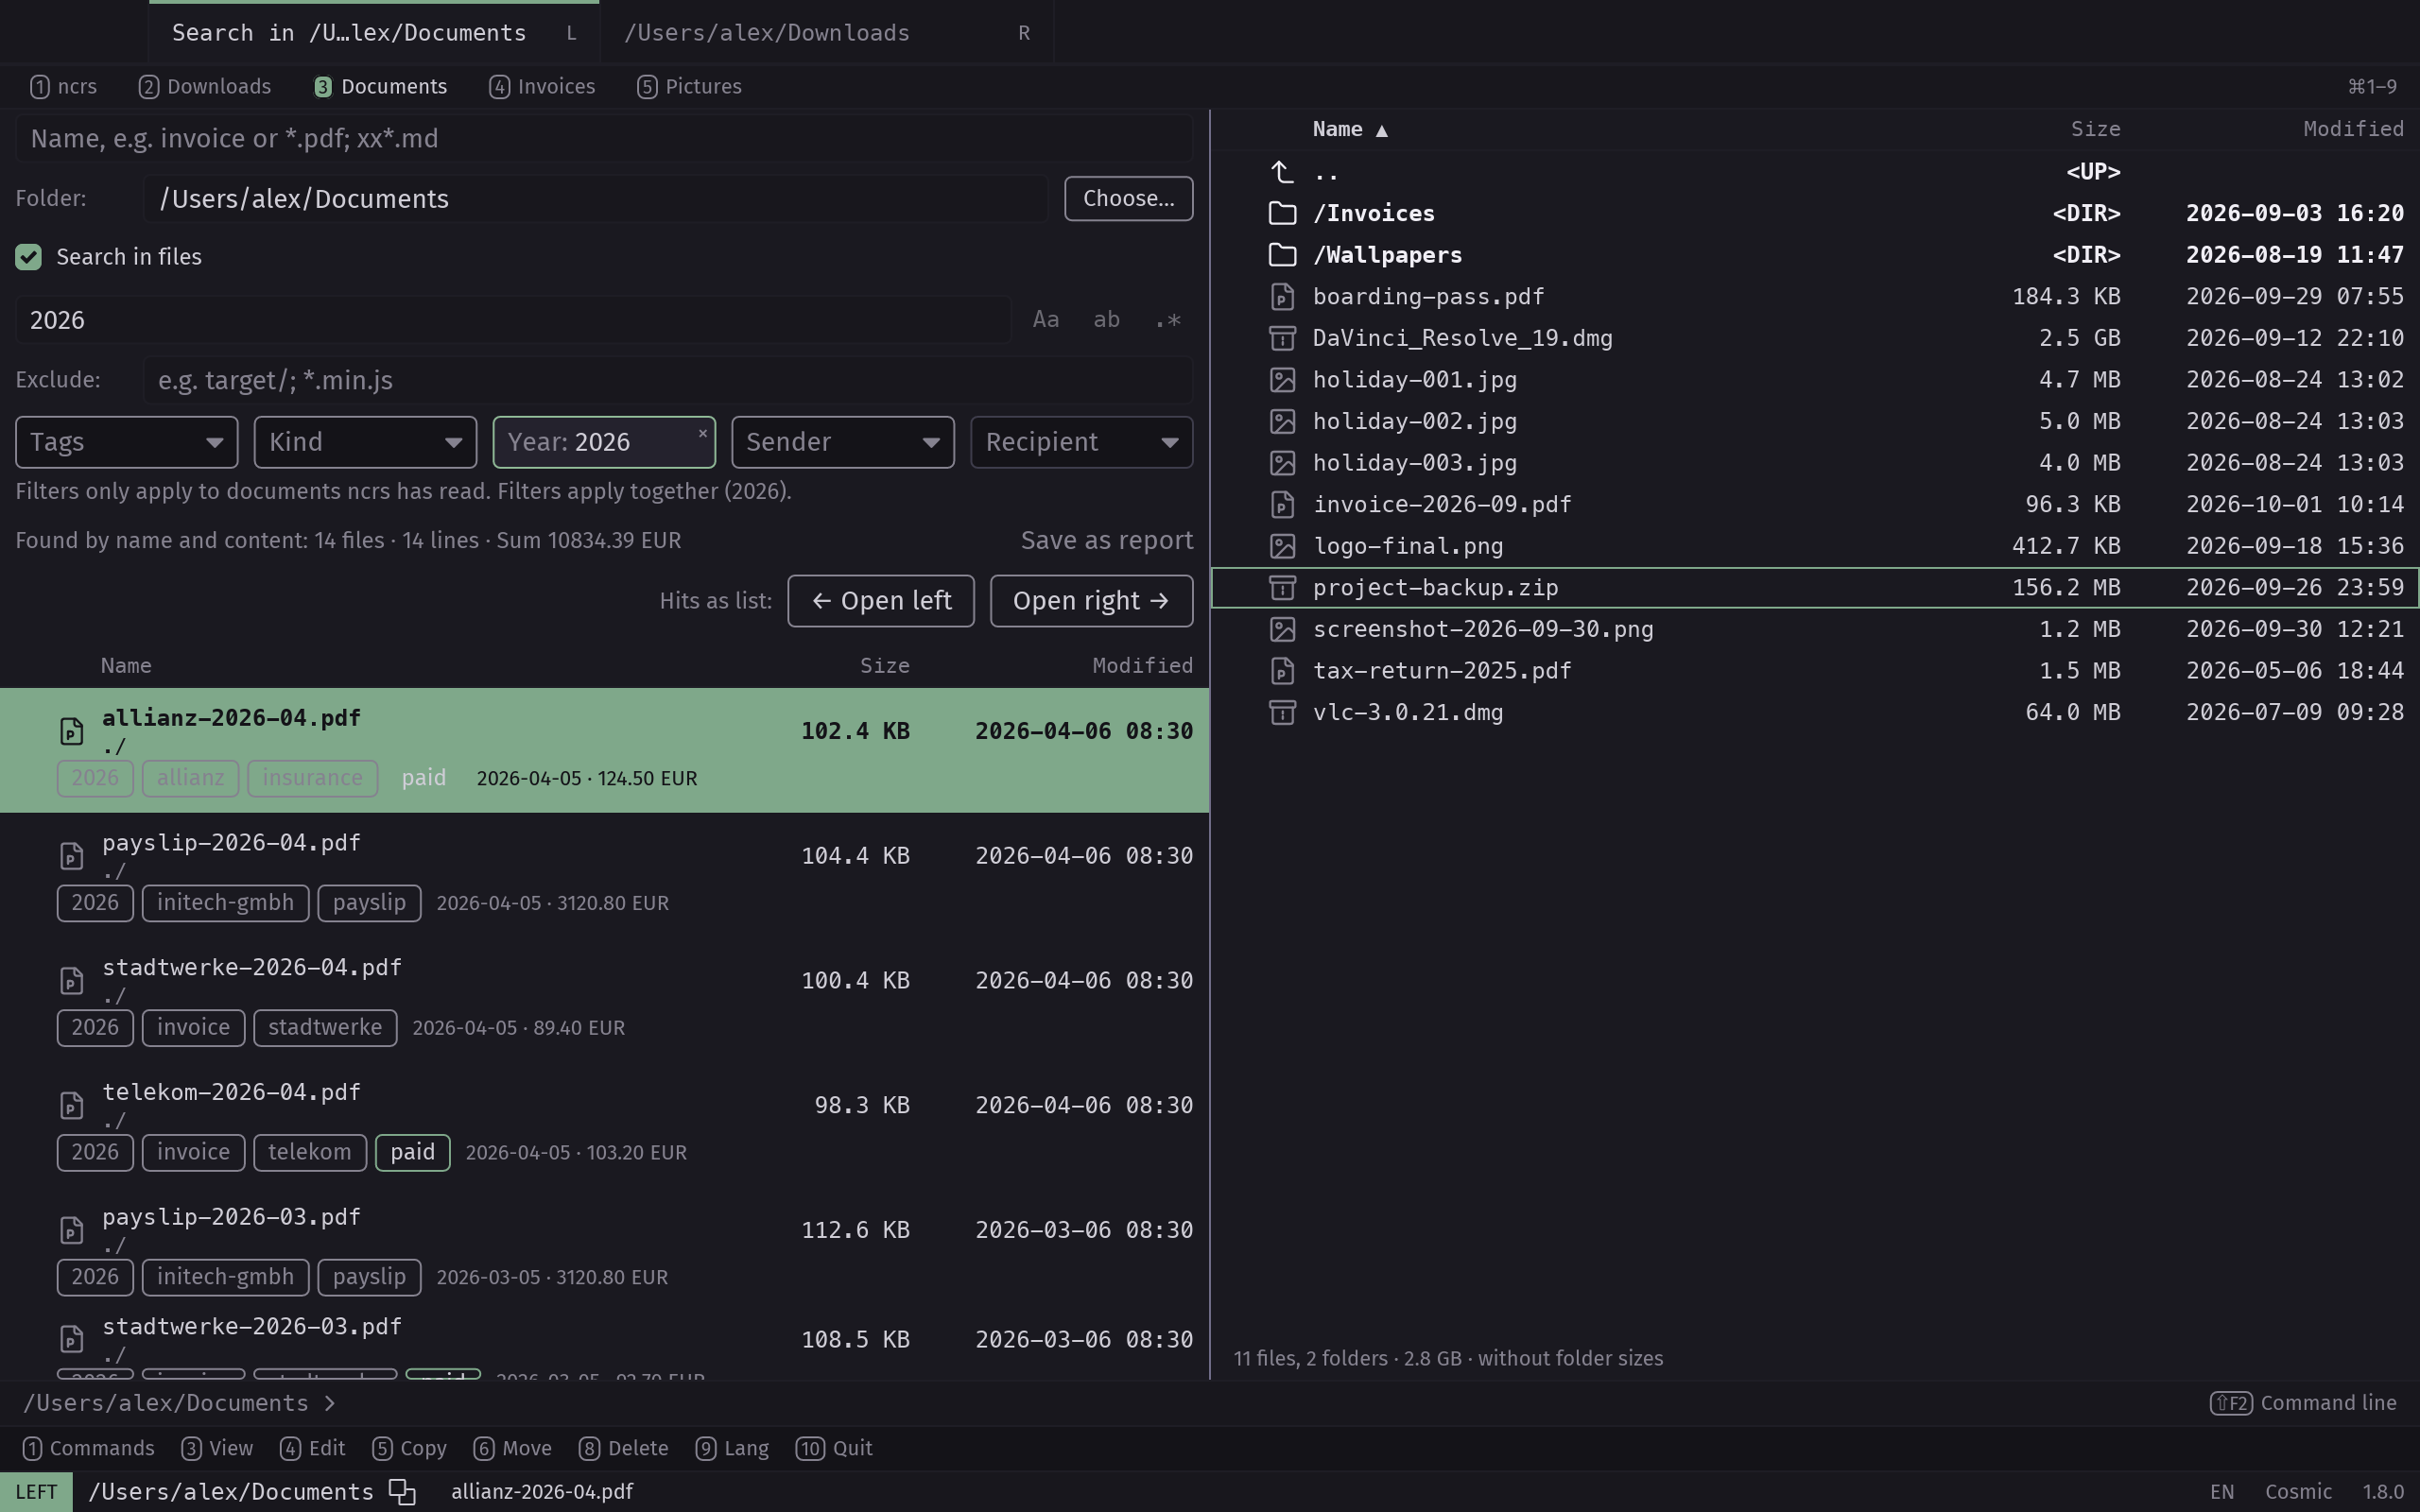 Search in /U…lex/Documents L /Users/alex/Downloads R
1 ncrs 2 Downloads 3 Documents 4 Invoices 5 Pictures ⌘1–9
Name, e.g. invoice or *.pdf; xx*.md
Folder: /Users/alex/Documents Choose...
Search in files
2026 Aa ab .*
Exclude: e.g. target/; *.min.js
Tags Kind Year: 2026 × Sender Recipient
Filters only apply to documents ncrs has read. Filters apply together (2026).
Found by name and content: 14 files · 14 lines · Sum 10834.39 EUR Save as report
Hits as list: ← Open left Open right →
Name Size Modified
allianz-2026-04.pdf 102.4 KB 2026-04-06 08:30
./
2026 allianz insurance paid 2026-04-05 · 124.50 EUR
payslip-2026-04.pdf 104.4 KB 2026-04-06 08:30
./
2026 initech-gmbh payslip 2026-04-05 · 3120.80 EUR
stadtwerke-2026-04.pdf 100.4 KB 2026-04-06 08:30
./
2026 invoice stadtwerke 2026-04-05 · 89.40 EUR
telekom-2026-04.pdf 98.3 KB 2026-04-06 08:30
./
2026 invoice telekom paid 2026-04-05 · 103.20 EUR
payslip-2026-03.pdf 112.6 KB 2026-03-06 08:30
./
2026 initech-gmbh payslip 2026-03-05 · 3120.80 EUR
stadtwerke-2026-03.pdf 108.5 KB 2026-03-06 08:30
./
Name ▲ Size Modified
.. <UP>
/Invoices <DIR> 2026-09-03 16:20
/Wallpapers <DIR> 2026-08-19 11:47
boarding-pass.pdf 184.3 KB 2026-09-29 07:55
DaVinci_Resolve_19.dmg 2.5 GB 2026-09-12 22:10
holiday-001.jpg 4.7 MB 2026-08-24 13:02
holiday-002.jpg 5.0 MB 2026-08-24 13:03
holiday-003.jpg 4.0 MB 2026-08-24 13:03
invoice-2026-09.pdf 96.3 KB 2026-10-01 10:14
logo-final.png 412.7 KB 2026-09-18 15:36
project-backup.zip 156.2 MB 2026-09-26 23:59
screenshot-2026-09-30.png 1.2 MB 2026-09-30 12:21
tax-return-2025.pdf 1.5 MB 2026-05-06 18:44
vlc-3.0.21.dmg 64.0 MB 2026-07-09 09:28
11 files, 2 folders · 2.8 GB · without folder sizes
/Users/alex/Documents > ⇧F2 Command line
1 Commands 3 View 4 Edit 5 Copy 6 Move 8 Delete 9 Lang 10 Quit
LEFT /Users/alex/Documents allianz-2026-04.pdf EN Cosmic 1.8.0